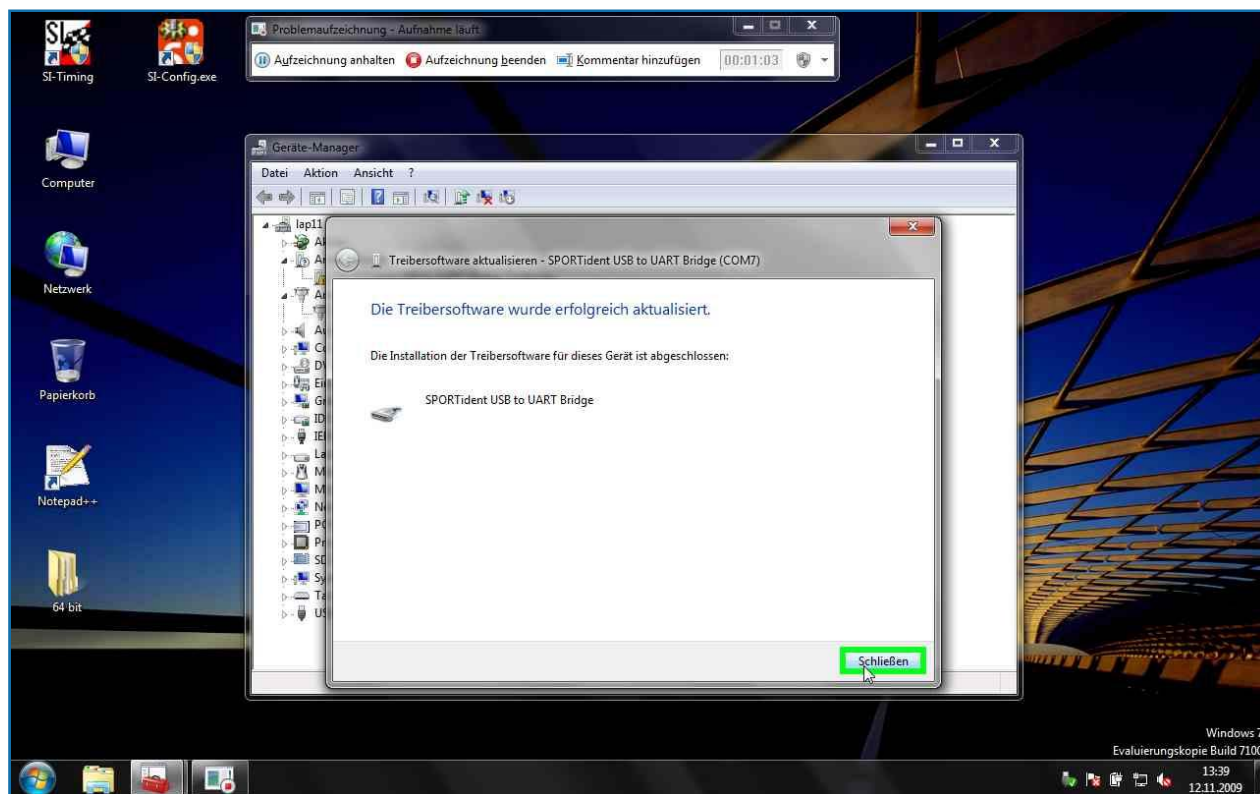 SI-Timing
SI-Config.exe
Problemaufzeichnung - Aufnahme läuft
Aufzeichnung anhalten Aufzeichnung beenden Kommentar hinzufügen 00:01:03
Computer
Netzwerk
Papierkorb
Notepad++
64 bit
Geräte-Manager
Datei Aktion Ansicht ?
lap11
Treibersoftware aktualisieren - SPORTident USB to UART Bridge (COM7)
Die Treibersoftware wurde erfolgreich aktualisiert.
Die Installation der Treibersoftware für dieses Gerät ist abgeschlossen:
SPORTident USB to UART Bridge
Schließen
Windows 7
Evaluierungskopie Build 7100
13:39
12.11.2009